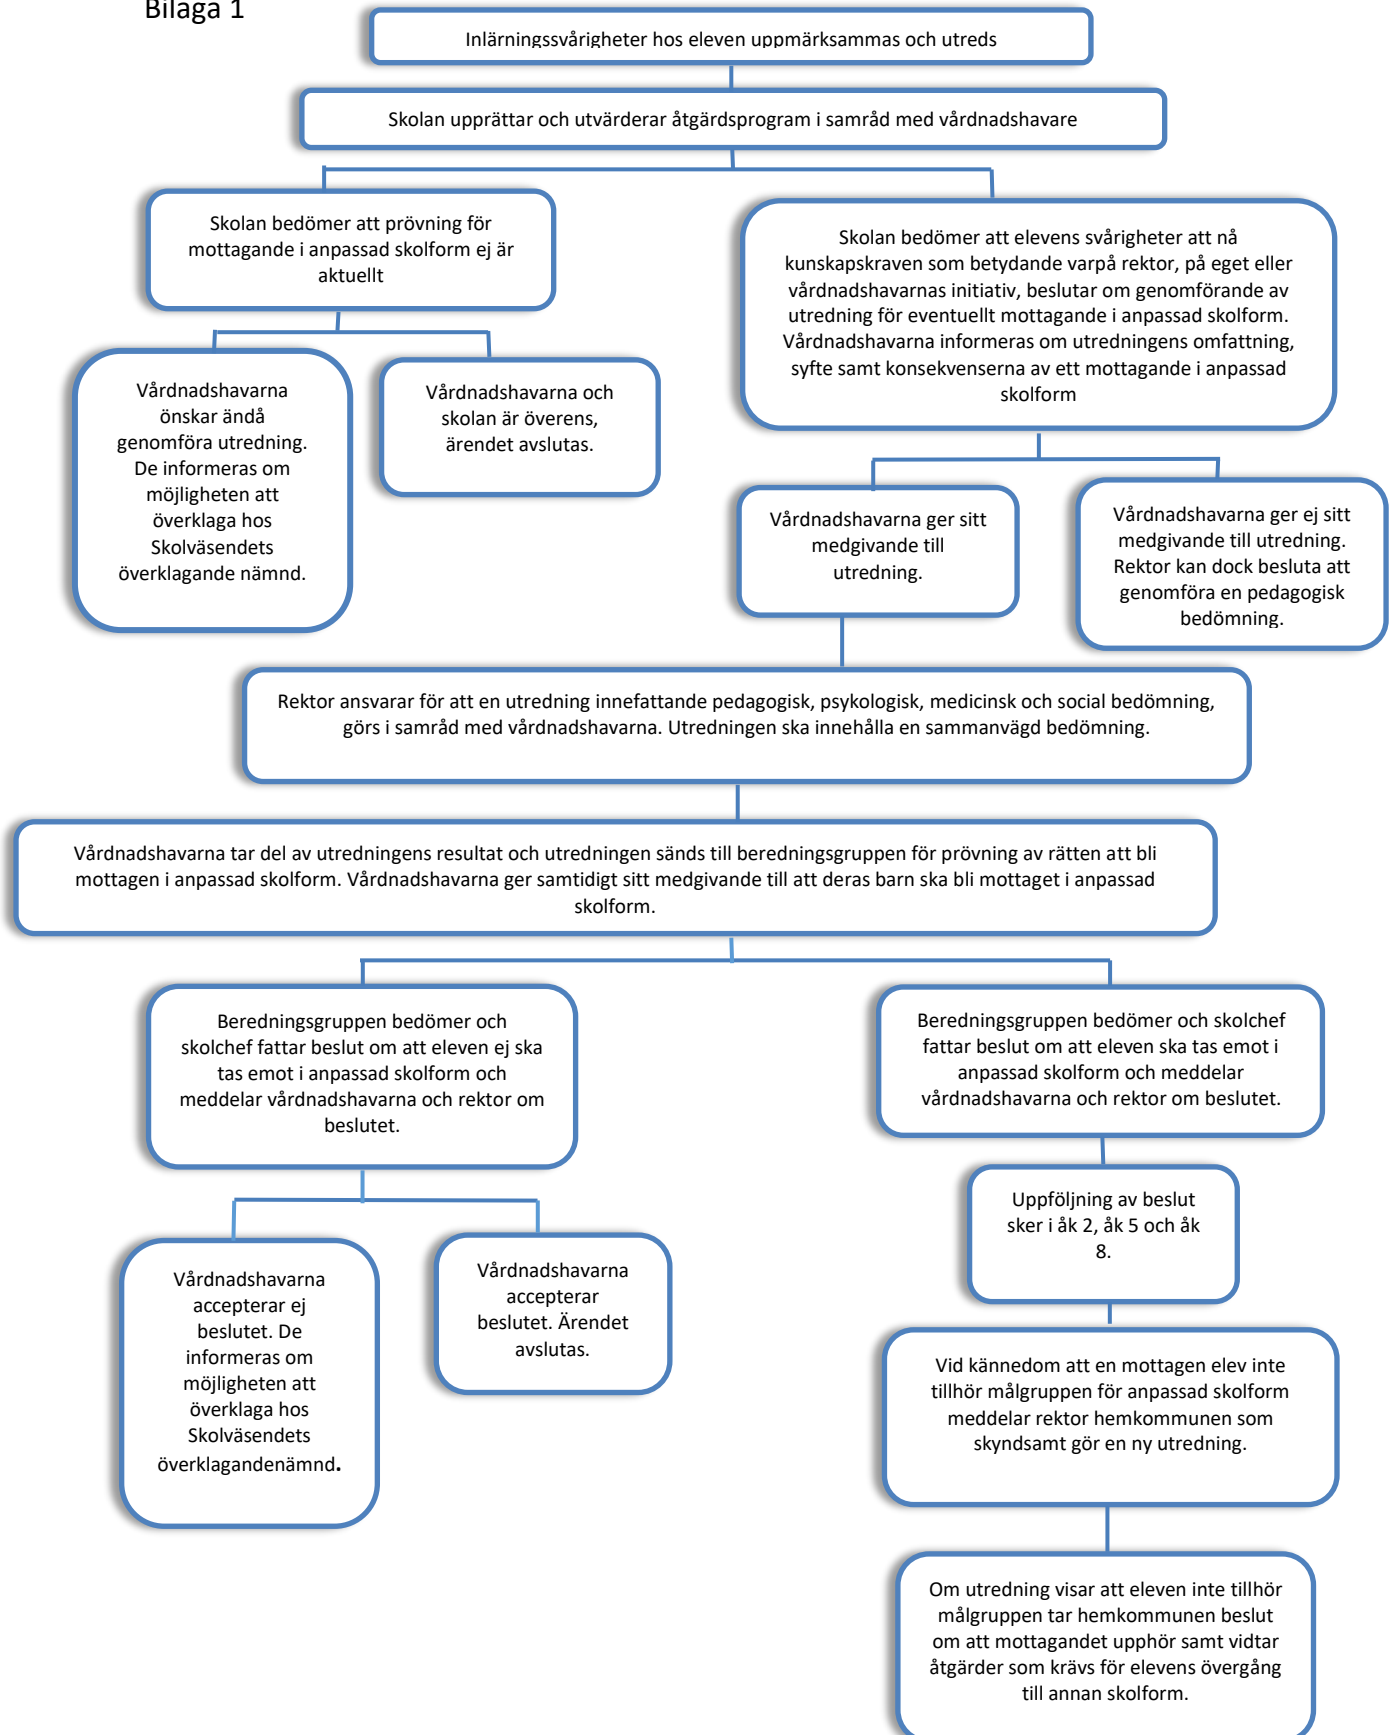 Bilaga 1
Inlärningssvårigheter hos eleven uppmärksammas och utreds
Skolan upprättar och utvärderar åtgärdsprogram i samråd med vårdnadshavare
Skolan bedömer att prövning för
mottagande i anpassad skolform ej är
aktuellt
Skolan bedömer att elevens svårigheter att nå
kunskapskraven som betydande varpå rektor, på eget eller
vårdnadshavarnas initiativ, beslutar om genomförande av
utredning för eventuellt mottagande i anpassad skolform.
Vårdnadshavarna informeras om utredningens omfattning,
syfte samt konsekvenserna av ett mottagande i anpassad
skolform
Vårdnadshavarna
önskar ändå
genomföra utredning.
De informeras om
möjligheten att
överklaga hos
Skolväsendets
överklagande nämnd.
Vårdnadshavarna och
skolan är överens,
ärendet avslutas.
Vårdnadshavarna ger sitt
medgivande till
utredning.
Vårdnadshavarna ger ej sitt
medgivande till utredning.
Rektor kan dock besluta att
genomföra en pedagogisk
bedömning.
Rektor ansvarar för att en utredning innefattande pedagogisk, psykologisk, medicinsk och social bedömning,
görs i samråd med vårdnadshavarna. Utredningen ska innehålla en sammanvägd bedömning.
Vårdnadshavarna tar del av utredningens resultat och utredningen sänds till beredningsgruppen för prövning av rätten att bli
mottagen i anpassad skolform. Vårdnadshavarna ger samtidigt sitt medgivande till att deras barn ska bli mottaget i anpassad
skolform.
Beredningsgruppen bedömer och
skolchef fattar beslut om att eleven ej ska
tas emot i anpassad skolform och
meddelar vårdnadshavarna och rektor om
beslutet.
Beredningsgruppen bedömer och skolchef
fattar beslut om att eleven ska tas emot i
anpassad skolform och meddelar
vårdnadshavarna och rektor om beslutet.
Vårdnadshavarna
accepterar ej
beslutet. De
informeras om
möjligheten att
överklaga hos
Skolväsendets
överklagandenämnd.
Vårdnadshavarna
accepterar
beslutet. Ärendet
avslutas.
Uppföljning av beslut
sker i åk 2, åk 5 och åk
8.
Vid kännedom att en mottagen elev inte
tillhör målgruppen för anpassad skolform
meddelar rektor hemkommunen som
skyndsamt gör en ny utredning.
Om utredning visar att eleven inte tillhör
målgruppen tar hemkommunen beslut
om att mottagandet upphör samt vidtar
åtgärder som krävs för elevens övergång
till annan skolform.